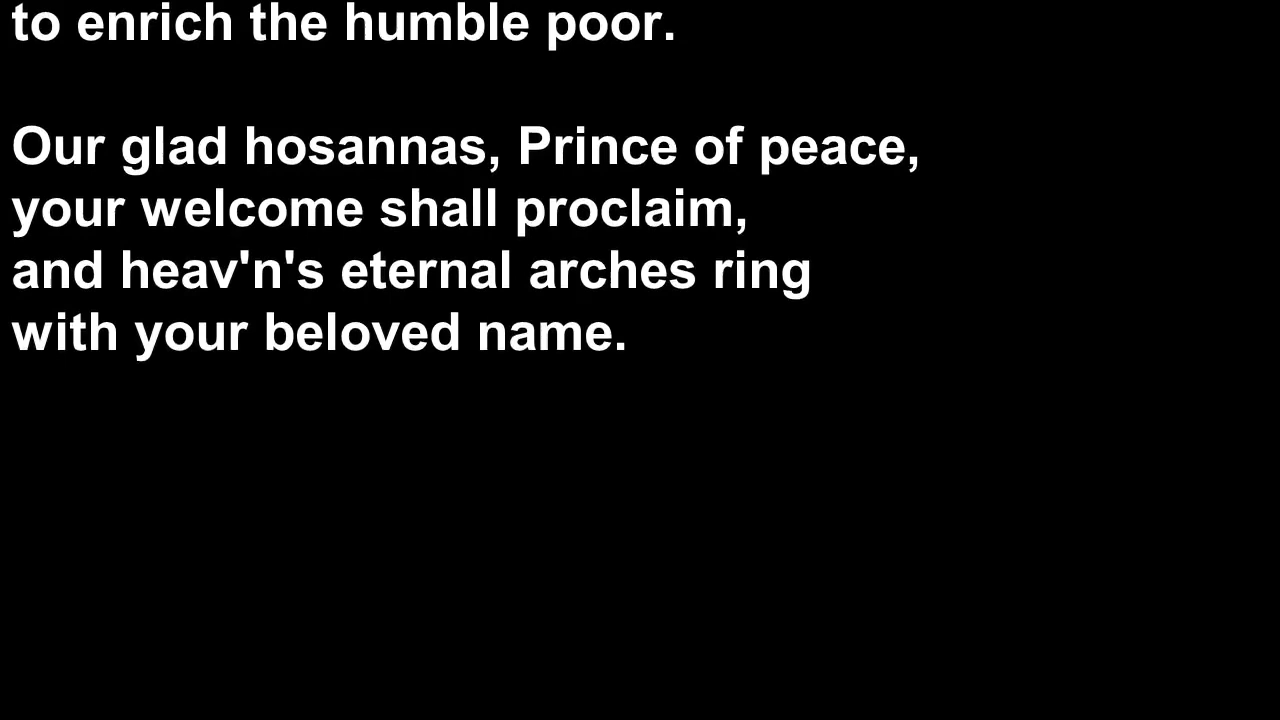 to enrich the humble poor.
Our glad hosannas, Prince of peace,
your welcome shall proclaim,
and heav'n's eternal arches ring
with your beloved name.